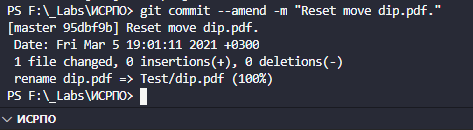 PS F:\_Labs\ИСРПО> git commit --amend -m "Reset move dip.pdf."
[master 95dbf9b] Reset move dip.pdf.
Date: Fri Mar 5 19:01:11 2021 +0300
1 file changed, 0 insertions(+), 0 deletions(-)
rename dip.pdf => Test/dip.pdf (100%)
PS F:\_Labs\ИСРПО>
ИСРПО